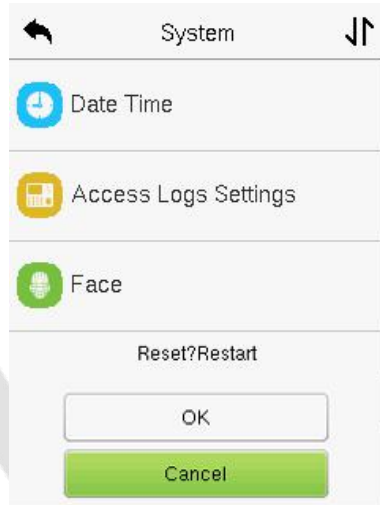 System
Date Time
Access Logs Settings
Face
Reset?Restart
OK
Cancel